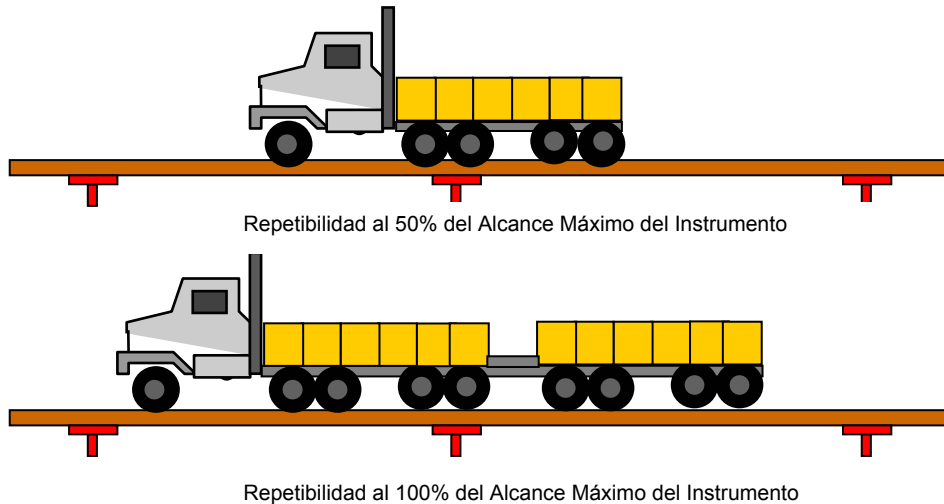 Repetibilidad al 50% del Alcance Máximo del Instrumento
Repetibilidad al 100% del Alcance Máximo del Instrumento